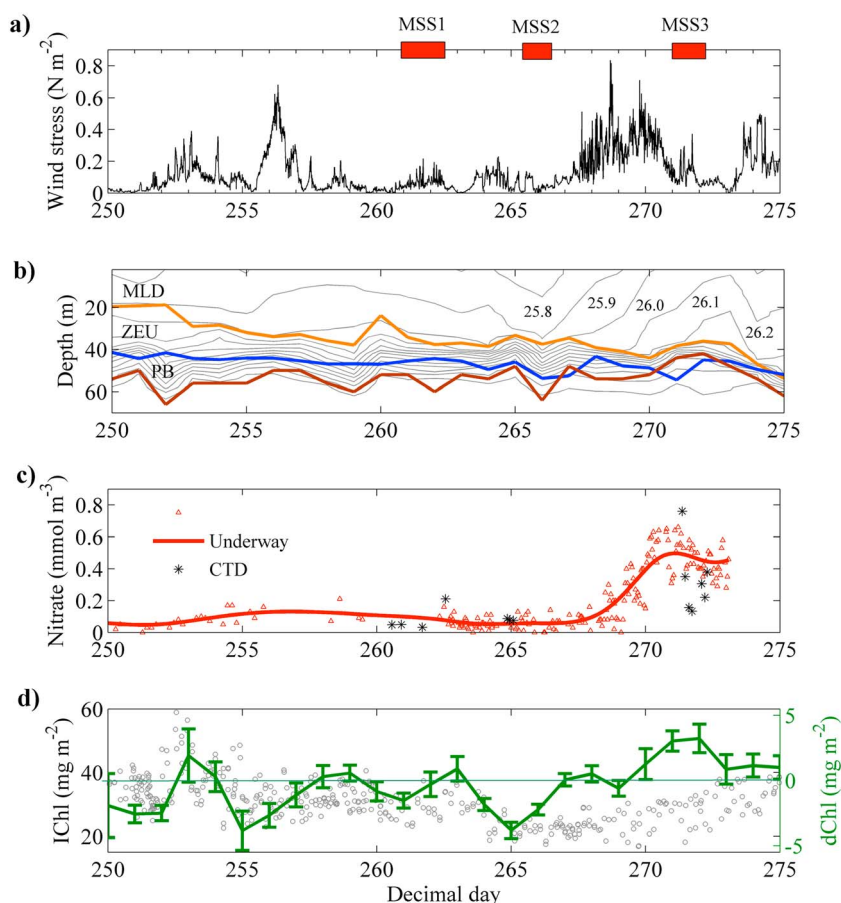 a)
MSS1 MSS2 MSS3
Wind stress (N m-2)
0.8
0.6
0.4
0.2
0
250 255 260 265 270 275
b)
Depth (m)
20
40
60
MLD
ZEU
PB
25.8 25.9 26.0 26.1 26.2
250 255 260 265 270 275
c)
Nitrate (mmol m-3)
0.8
0.6
0.4
0.2
0
Underway
CTD
250 255 260 265 270 275
d)
IChl (mg m-2)
60
40
20
5
0
-5
dChl (mg m-2)
250 255 260 265 270 275
Decimal day